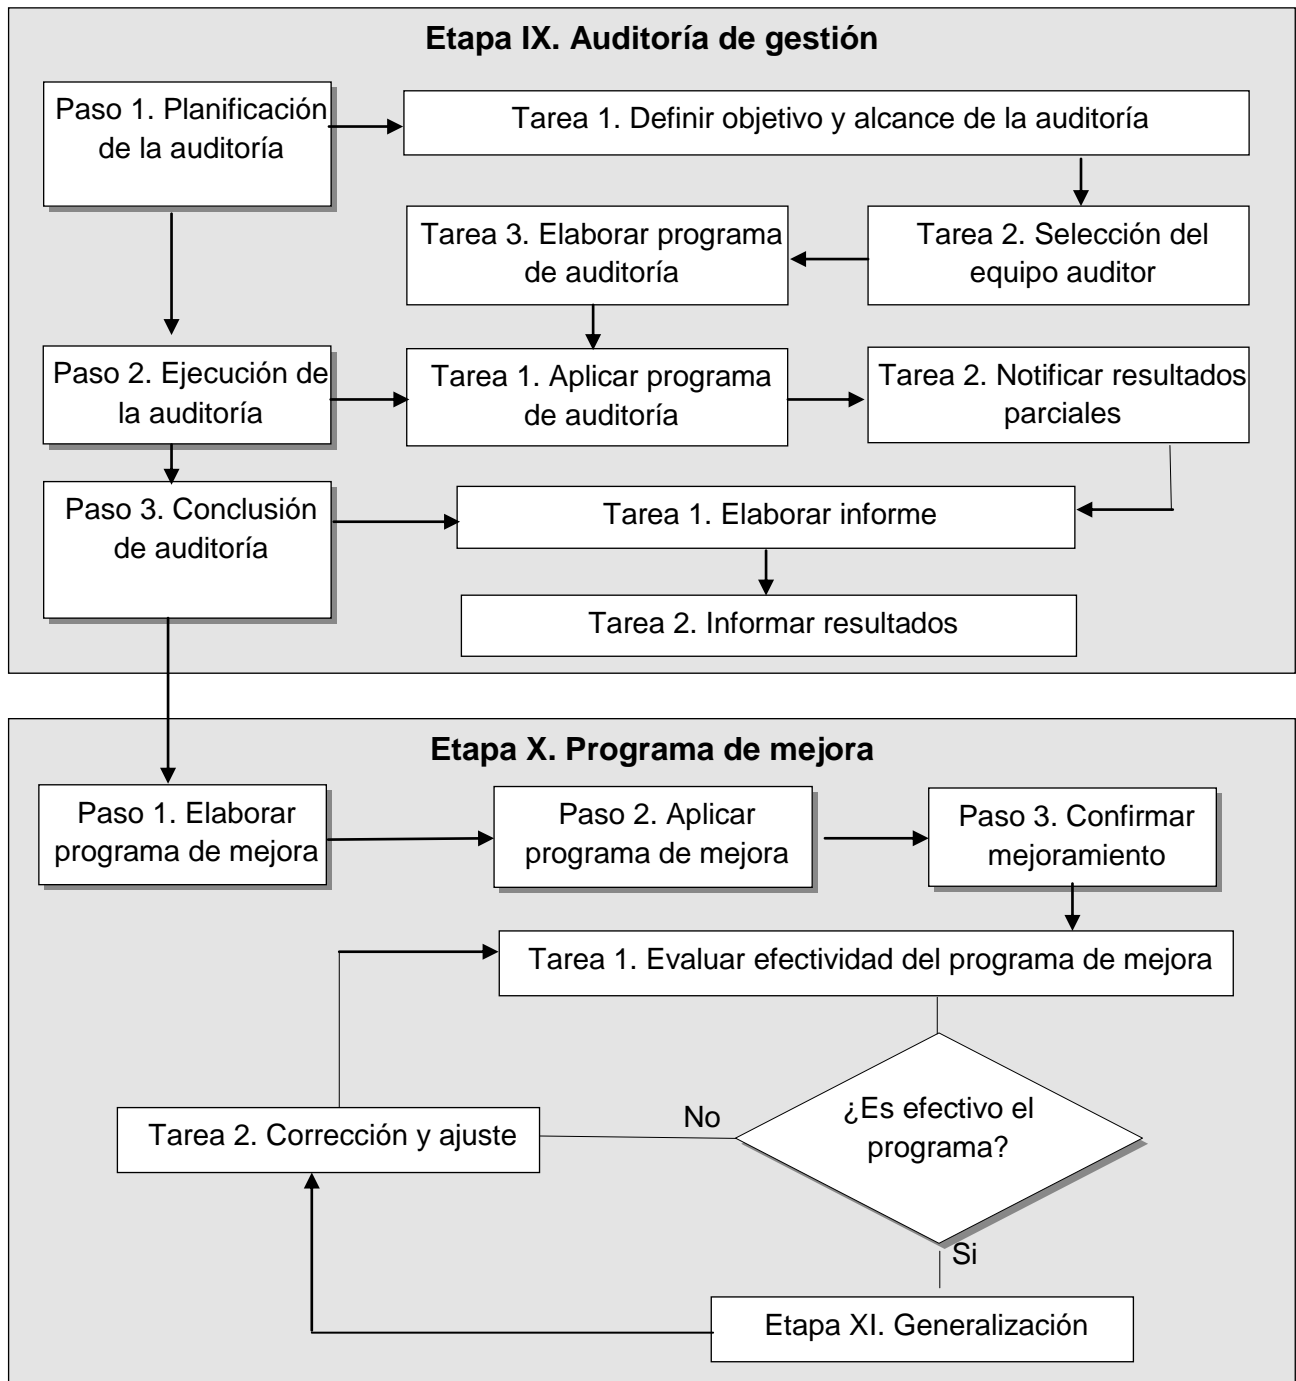 Etapa IX. Auditoría de gestión
Paso 1. Planificación
de la auditoría
Tarea 1. Definir objetivo y alcance de la auditoría
Tarea 3. Elaborar programa
de auditoría
Tarea 2. Selección del
equipo auditor
Paso 2. Ejecución de
la auditoría
Tarea 1. Aplicar programa
de auditoría
Tarea 2. Notificar resultados
parciales
Paso 3. Conclusión
de auditoría
Tarea 1. Elaborar informe
Tarea 2. Informar resultados
Etapa X. Programa de mejora
Paso 1. Elaborar
programa de mejora
Paso 2. Aplicar
programa de mejora
Paso 3. Confirmar
mejoramiento
Tarea 1. Evaluar efectividad del programa de mejora
¿Es efectivo el
programa?
No
Tarea 2. Corrección y ajuste
Si
Etapa XI. Generalización